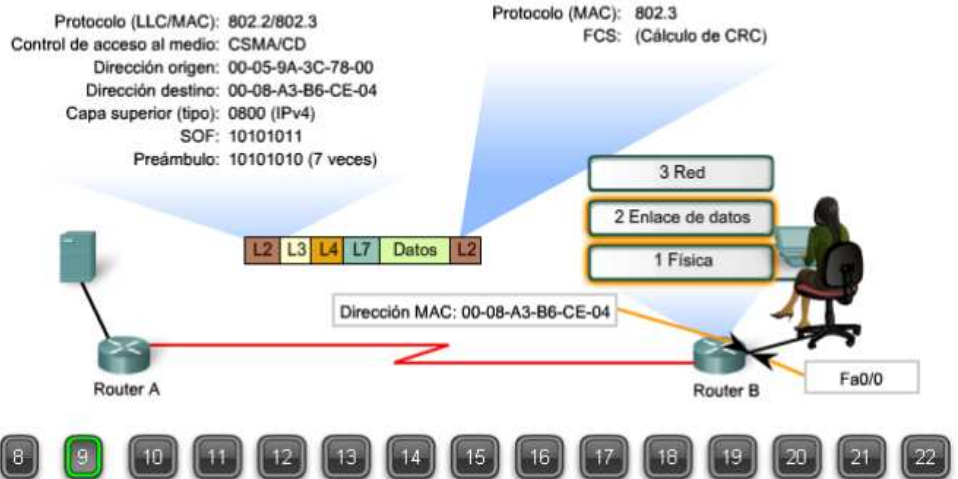 Protocolo (LLC/MAC): 802.2/802.3
Control de acceso al medio: CSMA/CD
Dirección origen: 00-05-9A-3C-78-00
Dirección destino: 00-08-A3-B6-CE-04
Capa superior (tipo): 0800 (IPv4)
SOF: 10101011
Preámbulo: 10101010 (7 veces)
Protocolo (MAC): 802.3
FCS: (Cálculo de CRC)
3 Red
2 Enlace de datos
1 Física
L2 L3 L4 L7 Datos L2
Dirección MAC: 00-08-A3-B6-CE-04
Router A
Router B
Fa0/0
8 9 10 11 12 13 14 15 16 17 18 19 20 21 22